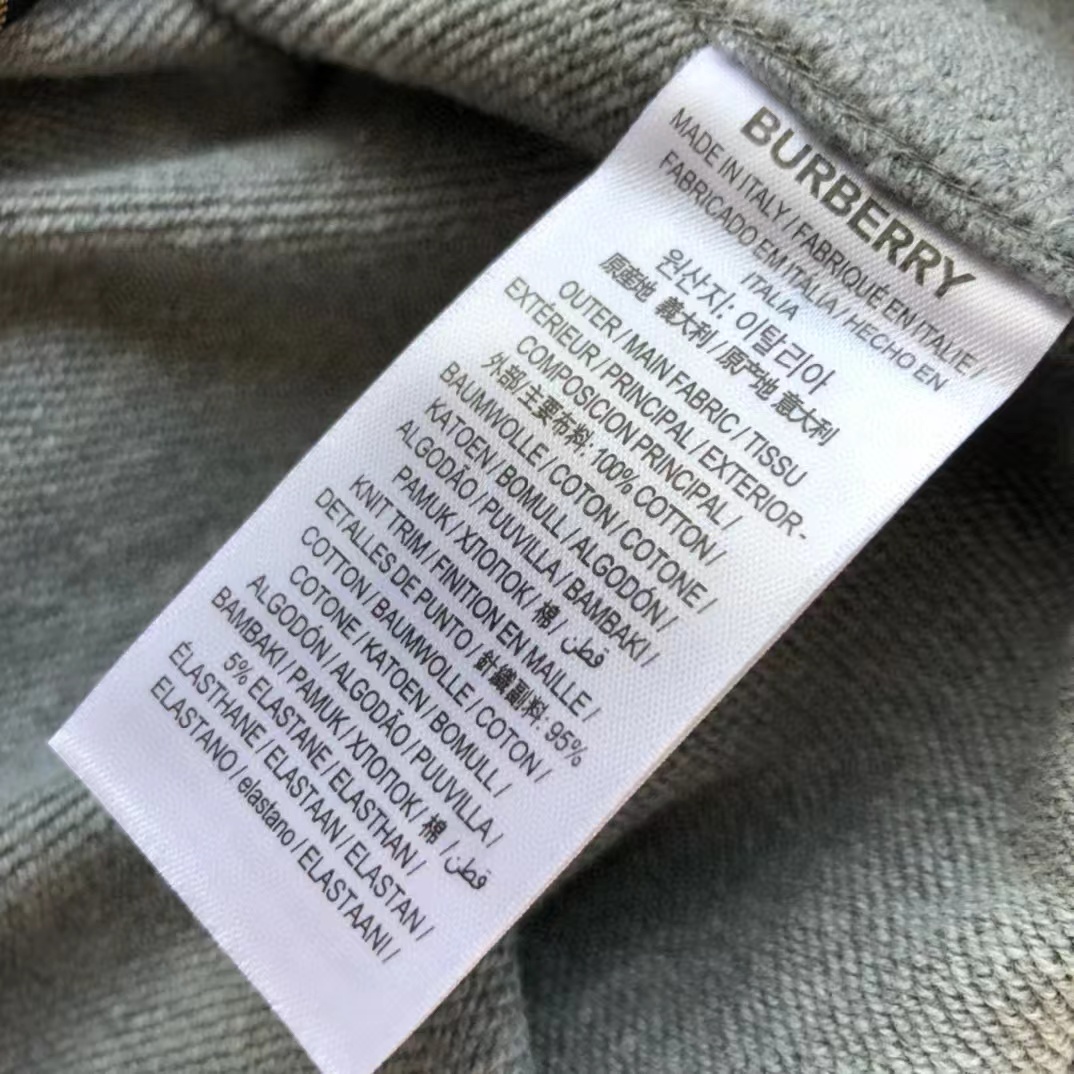 BURBERRY
MADE IN ITALY / FABRIQUÉ EN ITALIE /
FABRICADO EM ITÁLIA / HECHO EN
ITALIA
원산지: 이탈리아
原産地 義大利 / 原产地 意大利
OUTER / MAIN FABRIC / TISSU
EXTÉRIEUR / PRINCIPAL / EXTERIOR-
COMPOSICION PRINCIPAL /
外部/主要布料: 100% COTTON /
BAUMWOLLE / COTON / COTONE /
KATOEN / BOMULL / ALGODÓN /
ALGODÃO / PUUVILLA / BAMBAKI /
PAMUK / ХЛОПОК / 棉 / قطن
KNIT TRIM / FINITION EN MAILLE /
DETALLES DE PUNTO / 針織副料: 95%
COTTON / BAUMWOLLE / COTON /
COTONE / KATOEN / BOMULL /
ALGODÓN / ALGODÃO / PUUVILLA /
BAMBAKI / PAMUK / ХЛОПОК / 棉 / قطن
5% ELASTANE / ELASTHAN /
ÉLASTHANE / ELASTAAN / ELASTAN /
ELASTANO / elastano / ELASTAANI /